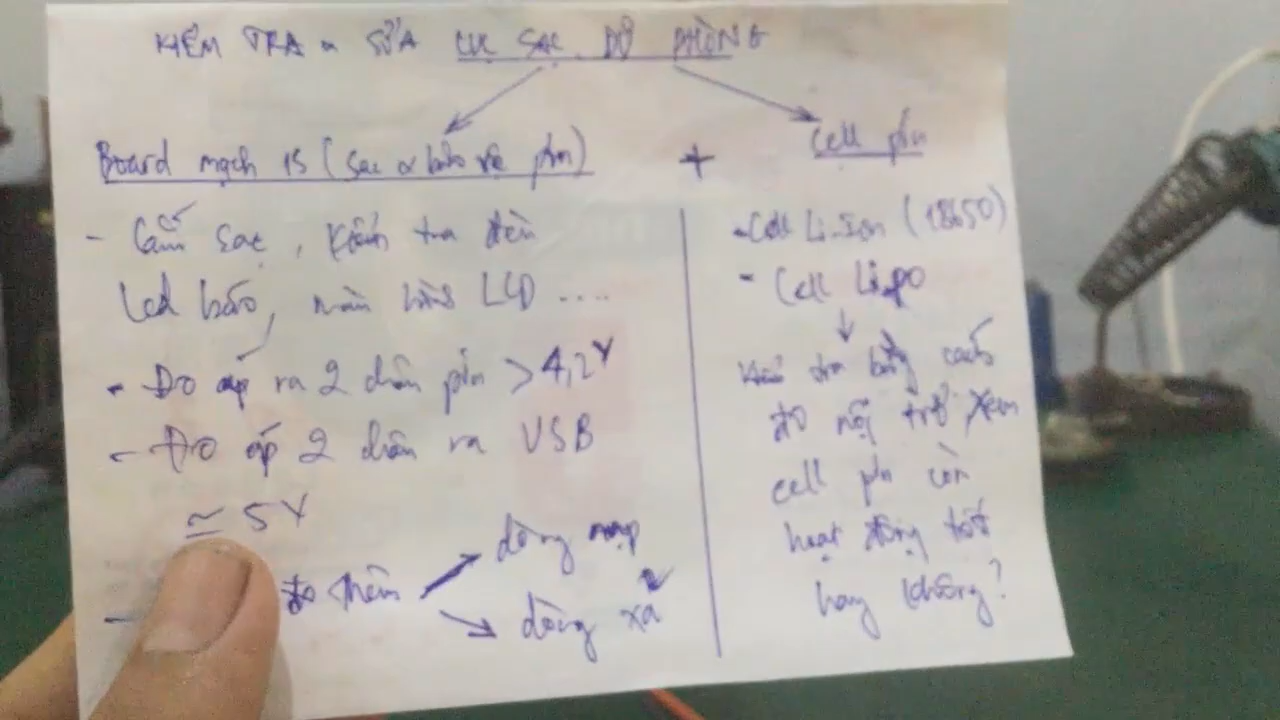 KIỂM TRA & SỬA CỤC SẠC DỰ PHÒNG
Board mạch 1S (sạc & bảo vệ pin)
- Cắm sạc, kiểm tra đèn
Led báo, màn hình LCD ....
- Đo áp ra 2 chân pin > 4,2V
- Đo áp 2 chân ra USB
≃ 5V
- đo thêm
dòng nạp
dòng xả
+
Cell pin
- Cell Li-ion (18650)
- Cell Lipo
Kiểm tra bằng cách
đo nội trở xem
cell pin còn
hoạt động tốt
hay không?